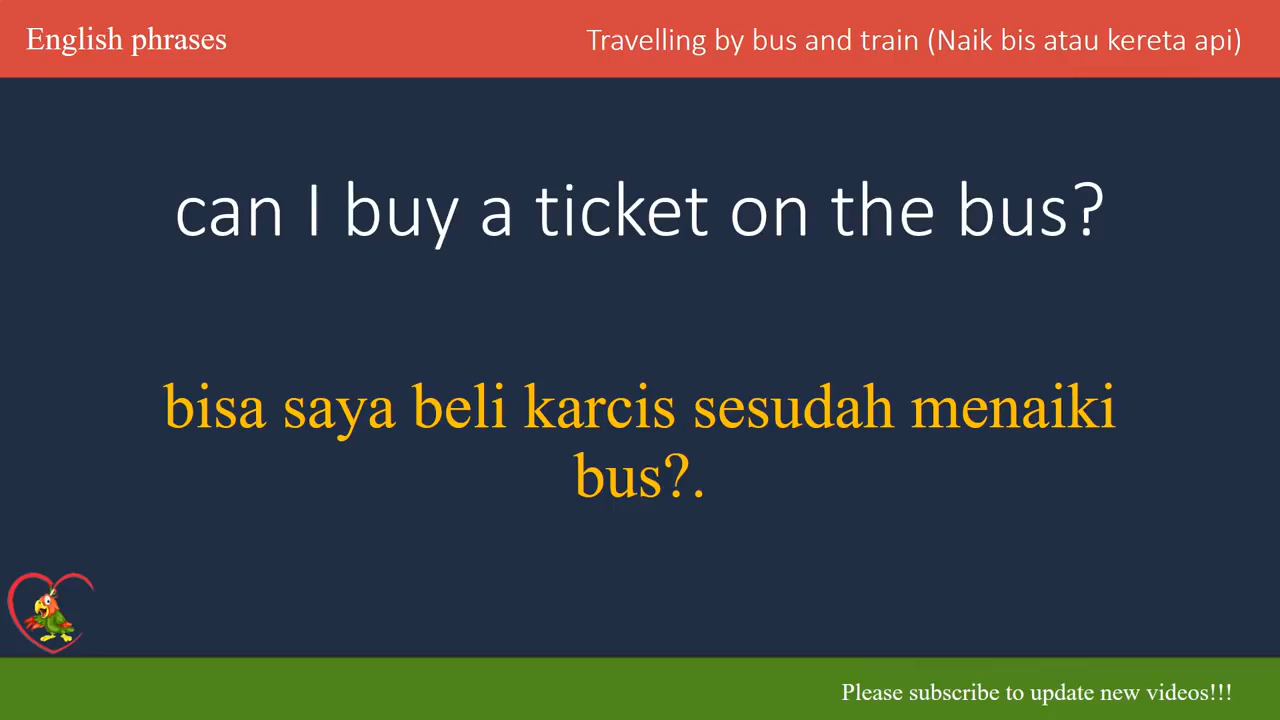 English phrases
Travelling by bus and train (Naik bis atau kereta api)
can I buy a ticket on the bus?
bisa saya beli karcis sesudah menaiki
bus?.
Please subscribe to update new videos!!!